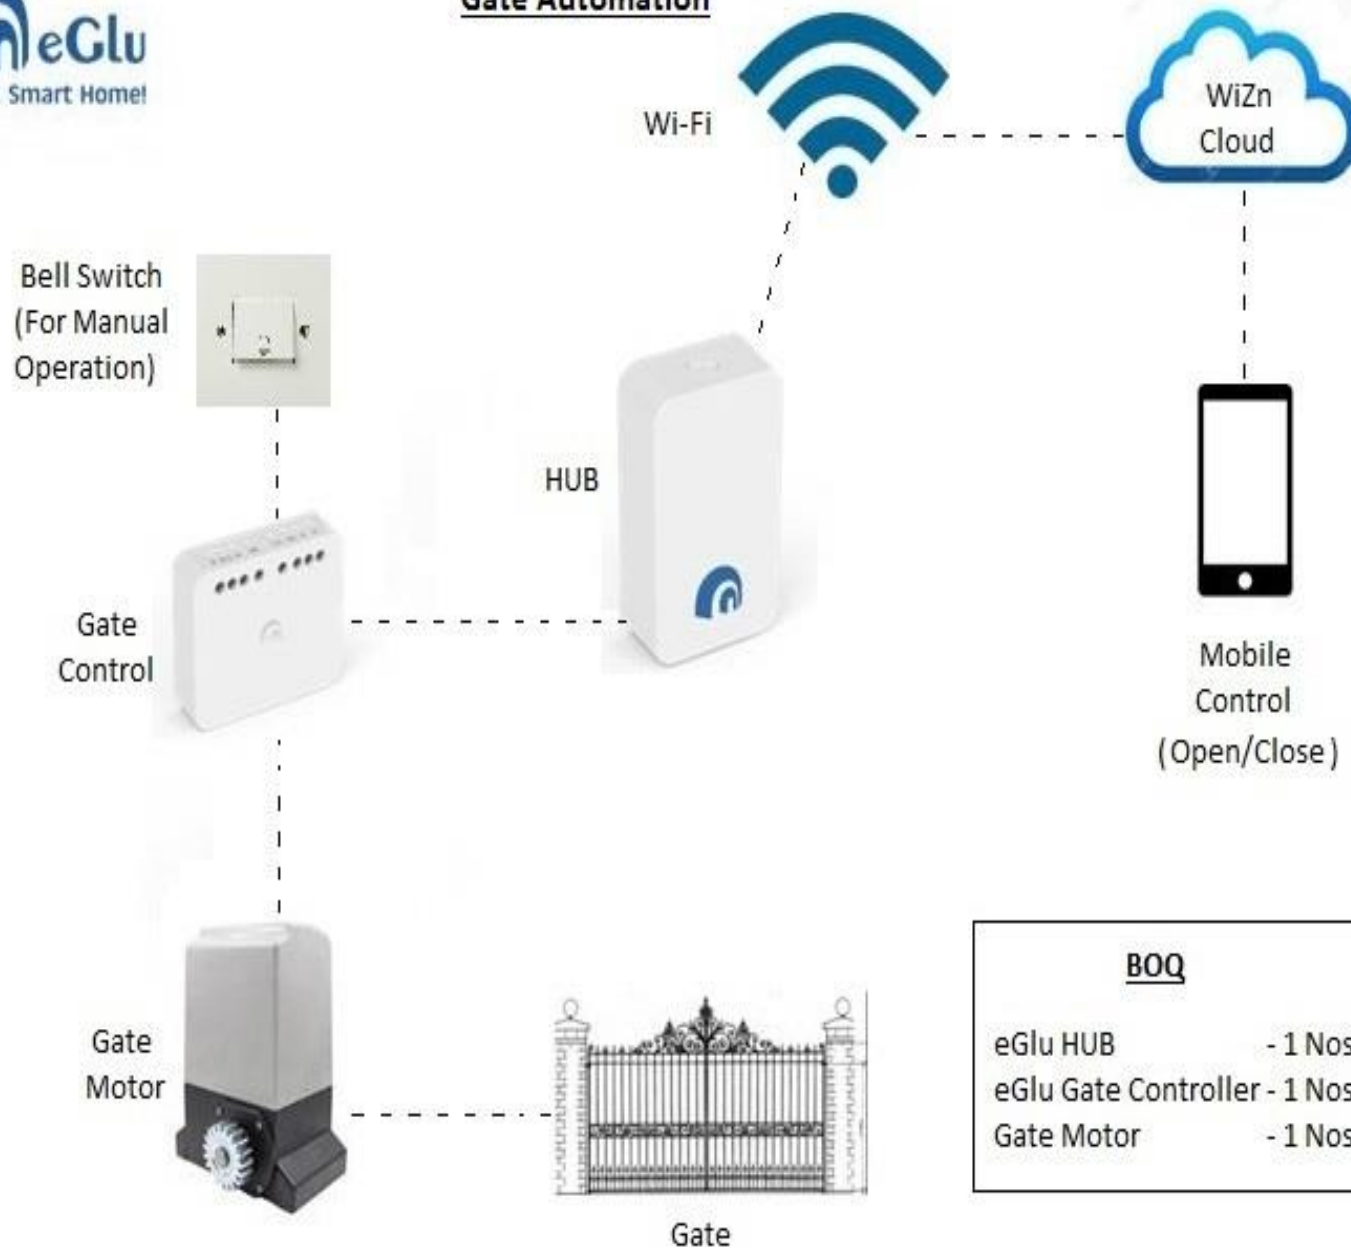 eGlu
Smart Home!
Gate Automation
Wi-Fi
WiZn
Cloud
Bell Switch
(For Manual
Operation)
HUB
Gate
Control
Mobile
Control
(Open/Close)
Gate
Motor
Gate
BOQ
eGlu HUB - 1 Nos
eGlu Gate Controller - 1 Nos
Gate Motor - 1 Nos